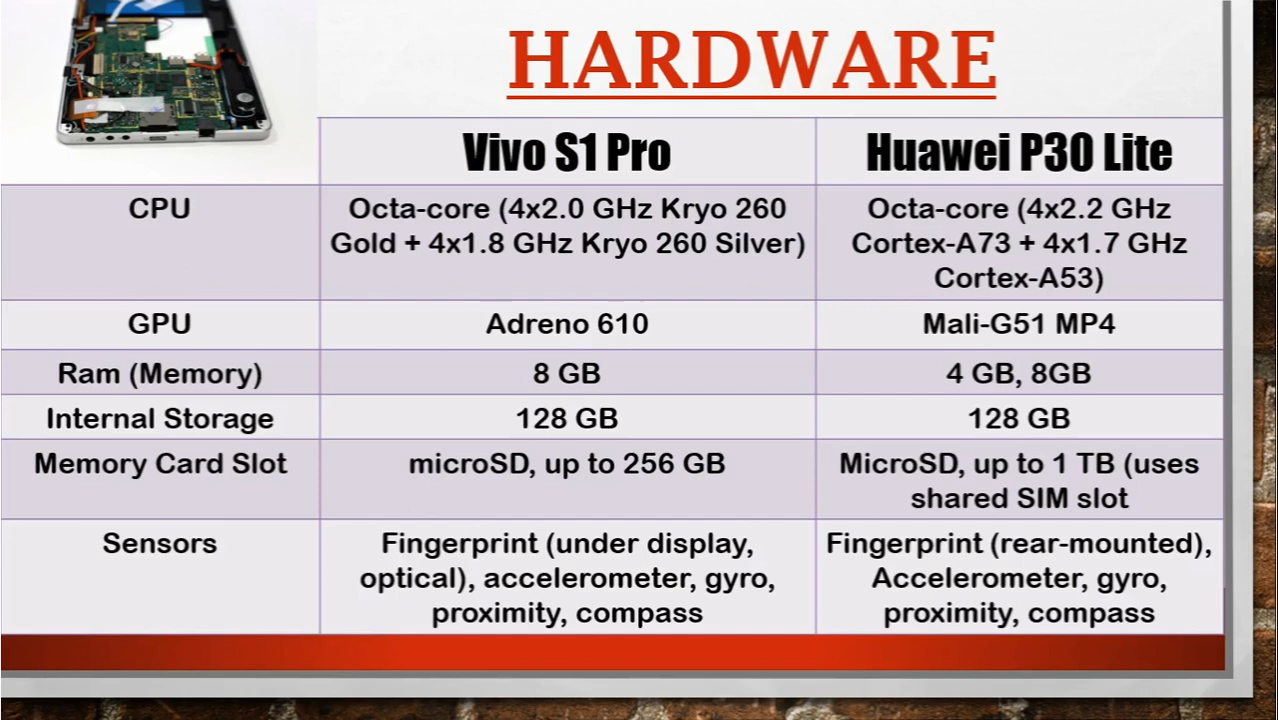 HARDWARE
Vivo S1 Pro
Huawei P30 Lite
CPU
Octa-core (4x2.0 GHz Kryo 260
Gold + 4x1.8 GHz Kryo 260 Silver)
Octa-core (4x2.2 GHz
Cortex-A73 + 4x1.7 GHz
Cortex-A53)
GPU
Adreno 610
Mali-G51 MP4
Ram (Memory)
8 GB
4 GB, 8GB
Internal Storage
128 GB
128 GB
Memory Card Slot
microSD, up to 256 GB
MicroSD, up to 1 TB (uses
shared SIM slot
Sensors
Fingerprint (under display,
optical), accelerometer, gyro,
proximity, compass
Fingerprint (rear-mounted),
Accelerometer, gyro,
proximity, compass